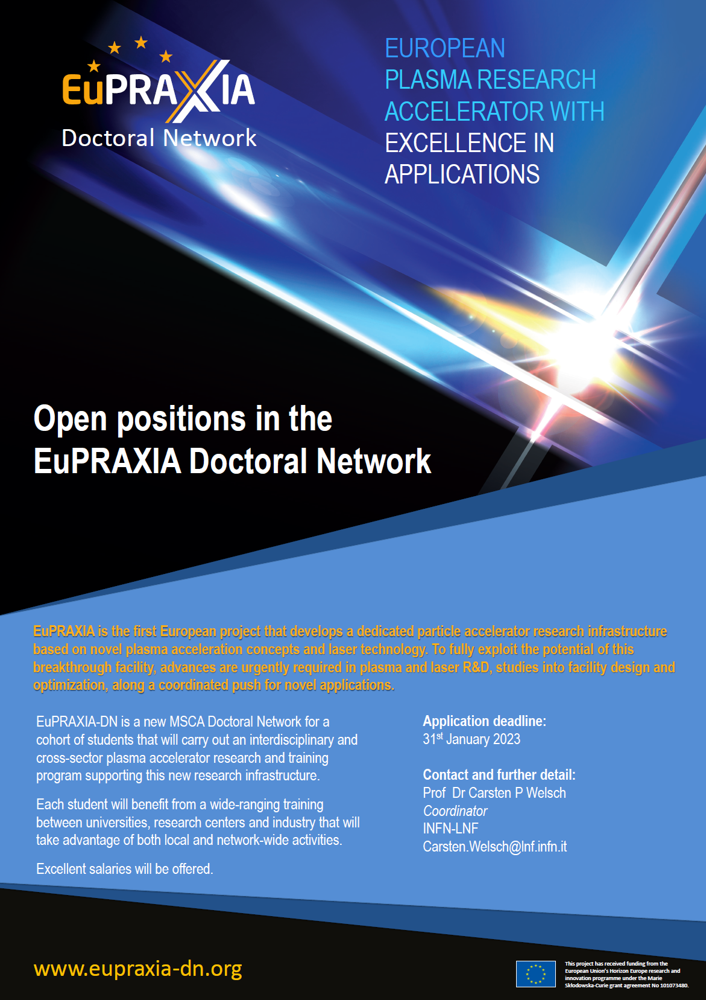 EuPRAXIA
Doctoral Network
EUROPEAN
PLASMA RESEARCH
ACCELERATOR WITH
EXCELLENCE IN
APPLICATIONS
Open positions in the
EuPRAXIA Doctoral Network
EuPRAXIA is the first European project that develops a dedicated particle accelerator research infrastructure
based on novel plasma acceleration concepts and laser technology. To fully exploit the potential of this
breakthrough facility, advances are urgently required in plasma and laser R&D, studies into facility design and
optimization, along a coordinated push for novel applications.
EuPRAXIA-DN is a new MSCA Doctoral Network for a
cohort of students that will carry out an interdisciplinary and
cross-sector plasma accelerator research and training
program supporting this new research infrastructure.
Each student will benefit from a wide-ranging training
between universities, research centers and industry that will
take advantage of both local and network-wide activities.
Excellent salaries will be offered.
Application deadline:
31st January 2023
Contact and further detail:
Prof Dr Carsten P Welsch
Coordinator
INFN-LNF
Carsten.Welsch@lnf.infn.it
www.eupraxia-dn.org
This project has received funding from the
European Union's Horizon Europe research and
innovation programme under the Marie
Skłodowska-Curie grant agreement No 101073480.